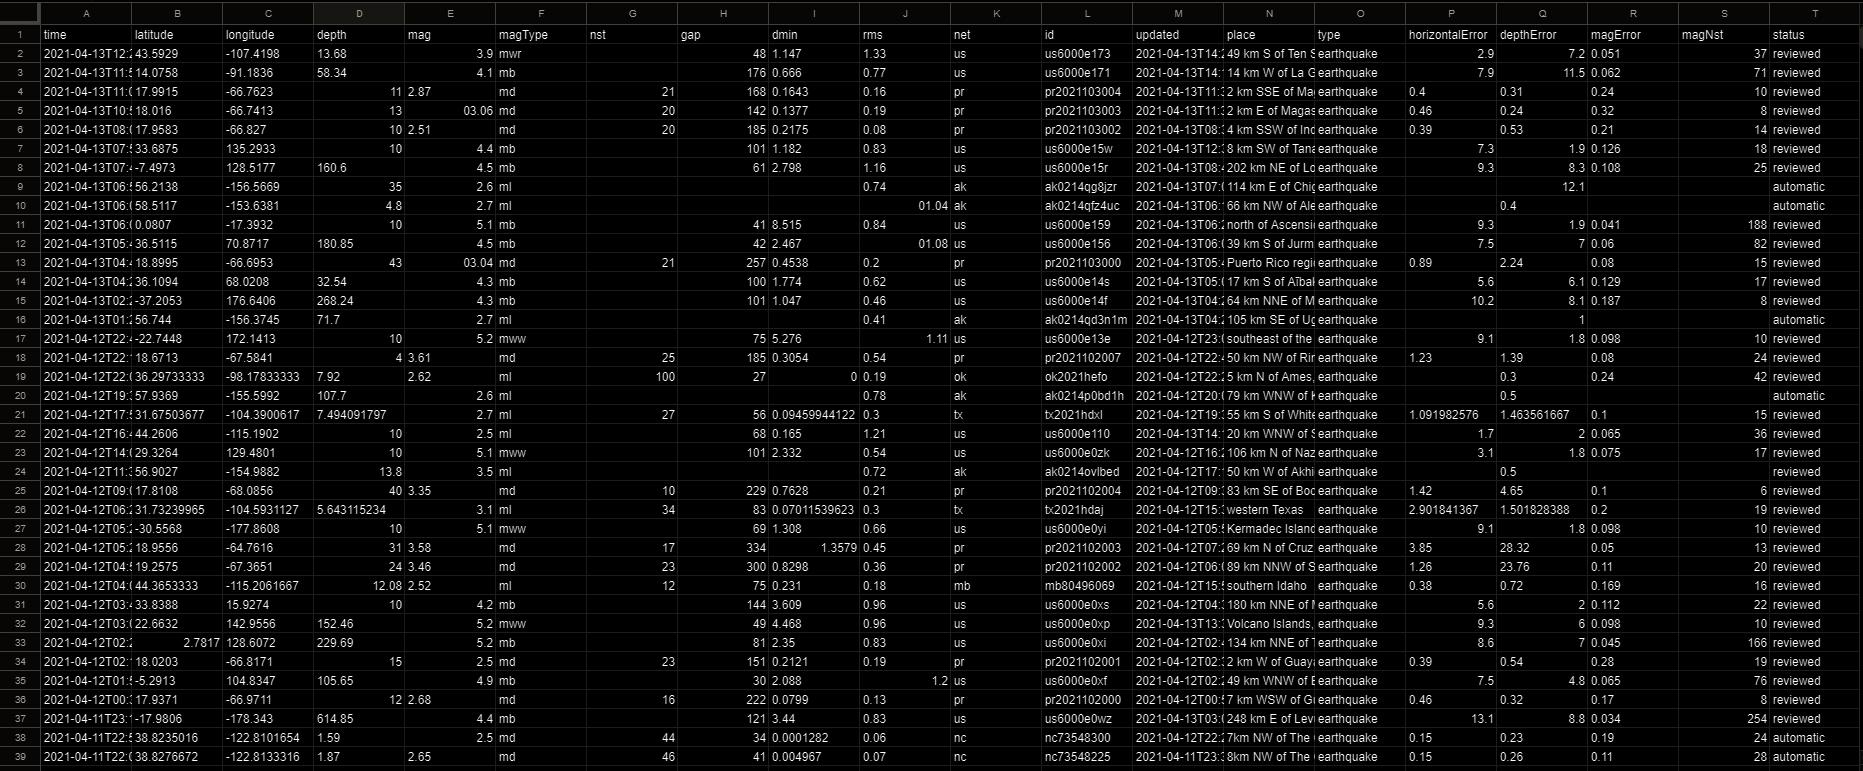 A B C D E F G H I J K L M N O P Q R S T
1 time latitude longitude depth mag magType nst gap dmin rms net id updated place type horizontalError depthError magError magNst status
2 2021-04-13T12:2 43.5929 -107.4198 13.68 3.9 mwr 48 1.147 1.33 us us6000e173 2021-04-13T14:2 49 km S of Ten S earthquake 2.9 7.2 0.051 37 reviewed
3 2021-04-13T11:5 14.0758 -91.1836 58.34 4.1 mb 176 0.666 0.77 us us6000e171 2021-04-13T14:1 14 km W of La G earthquake 7.9 11.5 0.062 71 reviewed
4 2021-04-13T11:0 17.9915 -66.7623 11 2.87 md 21 168 0.1643 0.16 pr pr2021103004 2021-04-13T11:3 2 km SSE of Mag earthquake 0.4 0.31 0.24 10 reviewed
5 2021-04-13T10:5 18.016 -66.7413 13 03.06 md 20 142 0.1377 0.19 pr pr2021103003 2021-04-13T11:3 2 km E of Magas earthquake 0.46 0.24 0.32 8 reviewed
6 2021-04-13T08:0 17.9583 -66.827 10 2.51 md 20 185 0.2175 0.08 pr pr2021103002 2021-04-13T08:3 4 km SSW of Ind earthquake 0.39 0.53 0.21 14 reviewed
7 2021-04-13T07:5 33.6875 135.2933 10 4.4 mb 101 1.182 0.83 us us6000e15w 2021-04-13T12:3 8 km SW of Tana earthquake 7.3 1.9 0.126 18 reviewed
8 2021-04-13T07:4 -7.4973 128.5177 160.6 4.5 mb 61 2.798 1.16 us us6000e15r 2021-04-13T08:4 202 km NE of Lo earthquake 9.3 8.3 0.108 25 reviewed
9 2021-04-13T06:5 56.2138 -156.5669 35 2.6 ml 0.74 ak ak0214qg8jzr 2021-04-13T07:0 114 km E of Chig earthquake 12.1 automatic
10 2021-04-13T06:0 58.5117 -153.6381 4.8 2.7 ml 01.04 ak ak0214qfz4uc 2021-04-13T06:1 66 km NW of Ale earthquake 0.4 automatic
11 2021-04-13T06:0 0.0807 -17.3932 10 5.1 mb 41 8.515 0.84 us us6000e159 2021-04-13T06:2 north of Ascensi earthquake 9.3 1.9 0.041 188 reviewed
12 2021-04-13T05:4 36.5115 70.8717 180.85 4.5 mb 42 2.467 01.08 us us6000e156 2021-04-13T06:0 39 km S of Jurm earthquake 7.5 7 0.06 82 reviewed
13 2021-04-13T04:4 18.8995 -66.6953 43 03.04 md 21 257 0.4538 0.2 pr pr2021103000 2021-04-13T05:4 Puerto Rico regi earthquake 0.89 2.24 0.08 15 reviewed
14 2021-04-13T04:2 36.1094 68.0208 32.54 4.3 mb 100 1.774 0.62 us us6000e14s 2021-04-13T05:0 17 km S of Aībak earthquake 5.6 6.1 0.129 17 reviewed
15 2021-04-13T02:2 -37.2053 176.6406 268.24 4.3 mb 101 1.047 0.46 us us6000e14f 2021-04-13T04:2 64 km NNE of M earthquake 10.2 8.1 0.187 8 reviewed
16 2021-04-13T01:2 56.744 -156.3745 71.7 2.7 ml 0.41 ak ak0214qd3n1m 2021-04-13T04:2 105 km SE of Ug earthquake 1 automatic
17 2021-04-12T22:4 -22.7448 172.1413 10 5.2 mww 75 5.276 1.11 us us6000e13e 2021-04-12T23:0 southeast of the earthquake 9.1 1.8 0.098 10 reviewed
18 2021-04-12T22:1 18.6713 -67.5841 4 3.61 md 25 185 0.3054 0.54 pr pr2021102007 2021-04-12T22:4 50 km NW of Rin earthquake 1.23 1.39 0.08 24 reviewed
19 2021-04-12T22:0 36.29733333 -98.17833333 7.92 2.62 ml 100 27 0 0.19 ok ok2021hefo 2021-04-12T22:2 5 km N of Ames, earthquake 0.3 0.24 42 reviewed
20 2021-04-12T19:3 57.9369 -155.5992 107.7 2.6 ml 0.78 ak ak0214p0bd1h 2021-04-12T20:0 79 km WNW of K earthquake 0.5 automatic
21 2021-04-12T17:5 31.67503677 -104.3900617 7.494091797 2.7 ml 27 56 0.09459944122 0.3 tx tx2021hdxl 2021-04-12T19:3 55 km S of White earthquake 1.091982576 1.463561667 0.1 15 reviewed
22 2021-04-12T16:4 44.2606 -115.1902 10 2.5 ml 68 0.165 1.21 us us6000e110 2021-04-13T14:1 20 km WNW of S earthquake 1.7 2 0.065 36 reviewed
23 2021-04-12T14:0 29.3264 129.4801 10 5.1 mww 101 2.332 0.54 us us6000e0zk 2021-04-12T16:2 106 km N of Naz earthquake 3.1 1.8 0.075 17 reviewed
24 2021-04-12T11:3 56.9027 -154.9882 13.8 3.5 ml 0.72 ak ak0214ovlbed 2021-04-12T17:1 50 km W of Akhi earthquake 0.5 reviewed
25 2021-04-12T09:0 17.8108 -68.0856 40 3.35 md 10 229 0.7628 0.21 pr pr2021102004 2021-04-12T09:3 83 km SE of Boc earthquake 1.42 4.65 0.1 6 reviewed
26 2021-04-12T06:2 31.73239965 -104.5931127 5.643115234 3.1 ml 34 83 0.07011539623 0.3 tx tx2021hdaj 2021-04-12T15:3 western Texas earthquake 2.901841367 1.501828388 0.2 19 reviewed
27 2021-04-12T05:2 -30.5568 -177.8608 10 5.1 mww 69 1.308 0.66 us us6000e0yi 2021-04-12T05:5 Kermadec Island earthquake 9.1 1.8 0.098 10 reviewed
28 2021-04-12T05:2 18.9556 -64.7616 31 3.58 md 17 334 1.3579 0.45 pr pr2021102003 2021-04-12T07:2 69 km N of Cruz earthquake 3.85 28.32 0.05 13 reviewed
29 2021-04-12T04:5 19.2575 -67.3651 24 3.46 md 23 300 0.8298 0.36 pr pr2021102002 2021-04-12T06:0 89 km NNW of S earthquake 1.26 23.76 0.11 20 reviewed
30 2021-04-12T04:0 44.3653333 -115.2061667 12.08 2.52 ml 12 75 0.231 0.18 mb mb80496069 2021-04-12T15:5 southern Idaho earthquake 0.38 0.72 0.169 16 reviewed
31 2021-04-12T03:4 33.8388 15.9274 10 4.2 mb 144 3.609 0.96 us us6000e0xs 2021-04-12T04:3 180 km NNE of M earthquake 5.6 2 0.112 22 reviewed
32 2021-04-12T03:0 22.6632 142.9556 152.46 5.2 mww 49 4.468 0.96 us us6000e0xp 2021-04-13T13:3 Volcano Islands, earthquake 9.3 6 0.098 10 reviewed
33 2021-04-12T02:2 2.7817 128.6072 229.69 5.2 mb 81 2.35 0.83 us us6000e0xi 2021-04-12T02:4 134 km NNE of T earthquake 8.6 7 0.045 166 reviewed
34 2021-04-12T02:1 18.0203 -66.8171 15 2.5 md 23 151 0.2121 0.19 pr pr2021102001 2021-04-12T02:3 2 km W of Guaya earthquake 0.39 0.54 0.28 19 reviewed
35 2021-04-12T01:5 -5.2913 104.8347 105.65 4.9 mb 30 2.088 1.2 us us6000e0xf 2021-04-12T02:2 49 km WNW of B earthquake 7.5 4.8 0.065 76 reviewed
36 2021-04-12T00:3 17.9371 -66.9711 12 2.68 md 16 222 0.0799 0.13 pr pr2021102000 2021-04-12T00:5 7 km WSW of Gu earthquake 0.46 0.32 0.17 8 reviewed
37 2021-04-11T23:1 -17.9806 -178.343 614.85 4.4 mb 121 3.44 0.83 us us6000e0wz 2021-04-13T03:0 248 km E of Lev earthquake 13.1 8.8 0.034 254 reviewed
38 2021-04-11T22:5 38.8235016 -122.8101654 1.59 2.5 md 44 34 0.0001282 0.06 nc nc73548300 2021-04-12T22:2 7km NW of The earthquake 0.15 0.23 0.19 24 automatic
39 2021-04-11T22:0 38.8276672 -122.8133316 1.87 2.65 md 46 41 0.004967 0.07 nc nc73548225 2021-04-11T23:3 8km NW of The earthquake 0.15 0.26 0.11 28 automatic